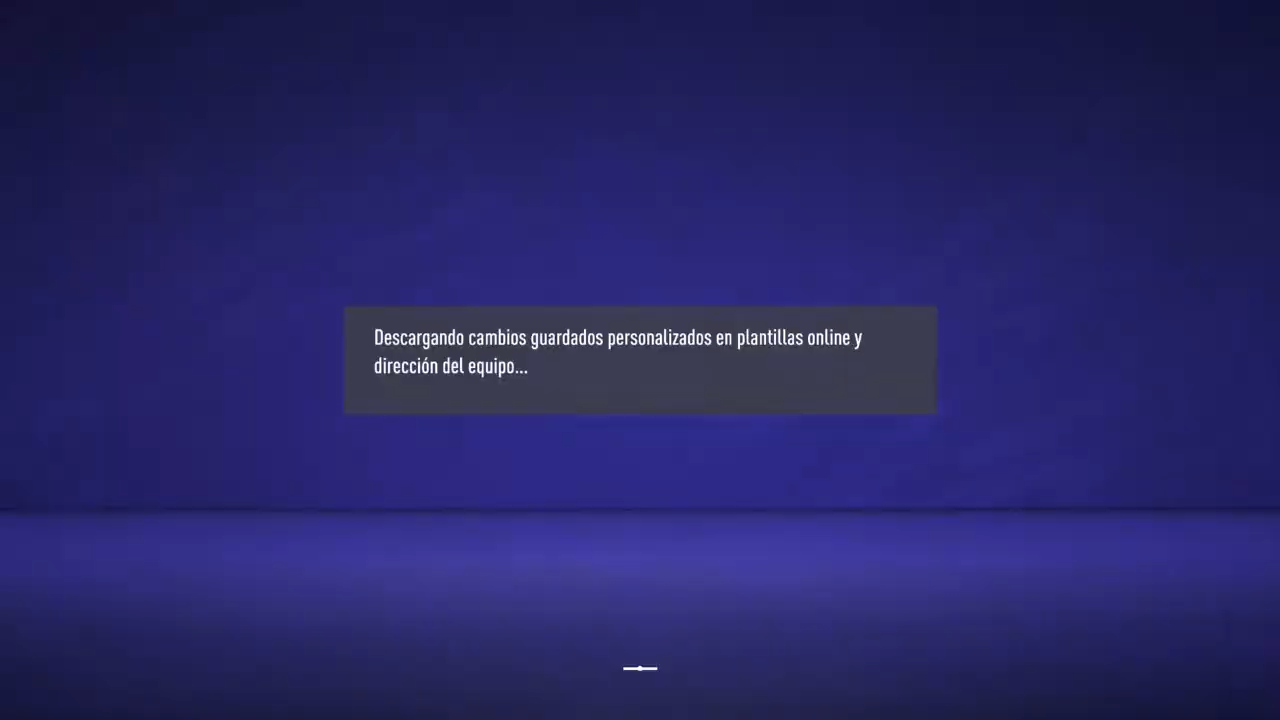 Descargando cambios guardados personalizados en plantillas online y
dirección del equipo...